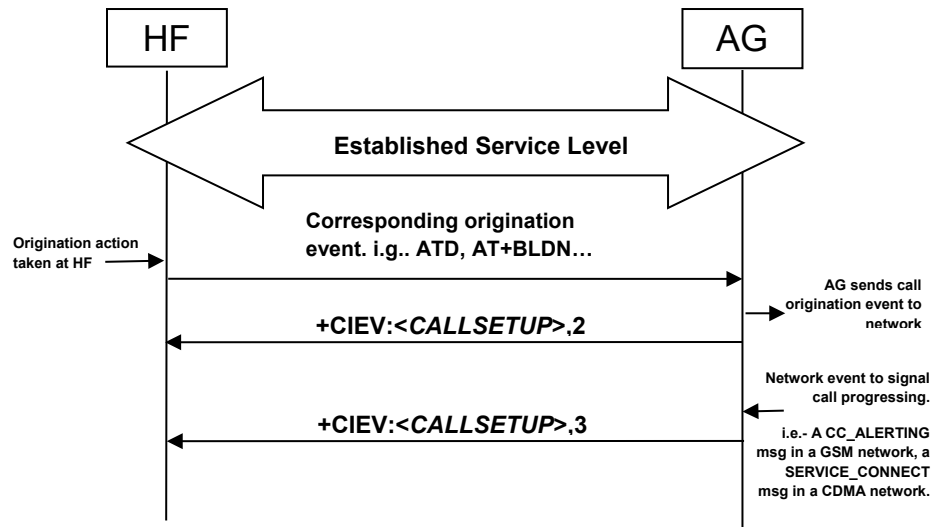 HF
AG
Established Service Level
Corresponding origination
event. i.g.. ATD, AT+BLDN…
Origination action
taken at HF
AG sends call
origination event to
network
+CIEV:<CALLSETUP>,2
Network event to signal
call progressing.
+CIEV:<CALLSETUP>,3
i.e.- A CC_ALERTING
msg in a GSM network, a
SERVICE_CONNECT
msg in a CDMA network.